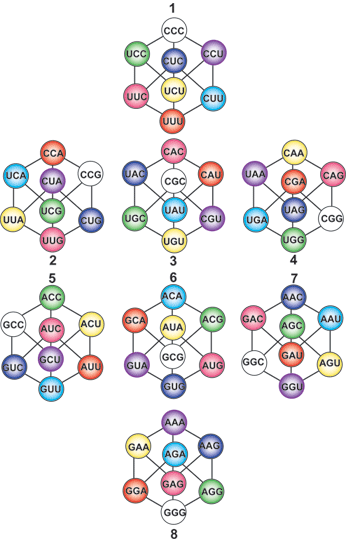 1
CCC
UCC CUC CCU
UUC UCU CUU
UUU
CCA CAC CAA
UCA CUA CCG UAC CGC CAU UAA CGA CAG
UUA UCG CUG UGC UAU CGU UGA UAG CGG
UUG UGU UGG
2 3 4
5 6 7
ACC ACA AAC
GCC AUC ACU GCA AUA ACG GAC AGC AAU
GUC GCU AUU GUA GCG AUG GGC GAU AGU
GUU GUG GGU
AAA
GAA AGA AAG
GGA GAG AGG
GGG
8